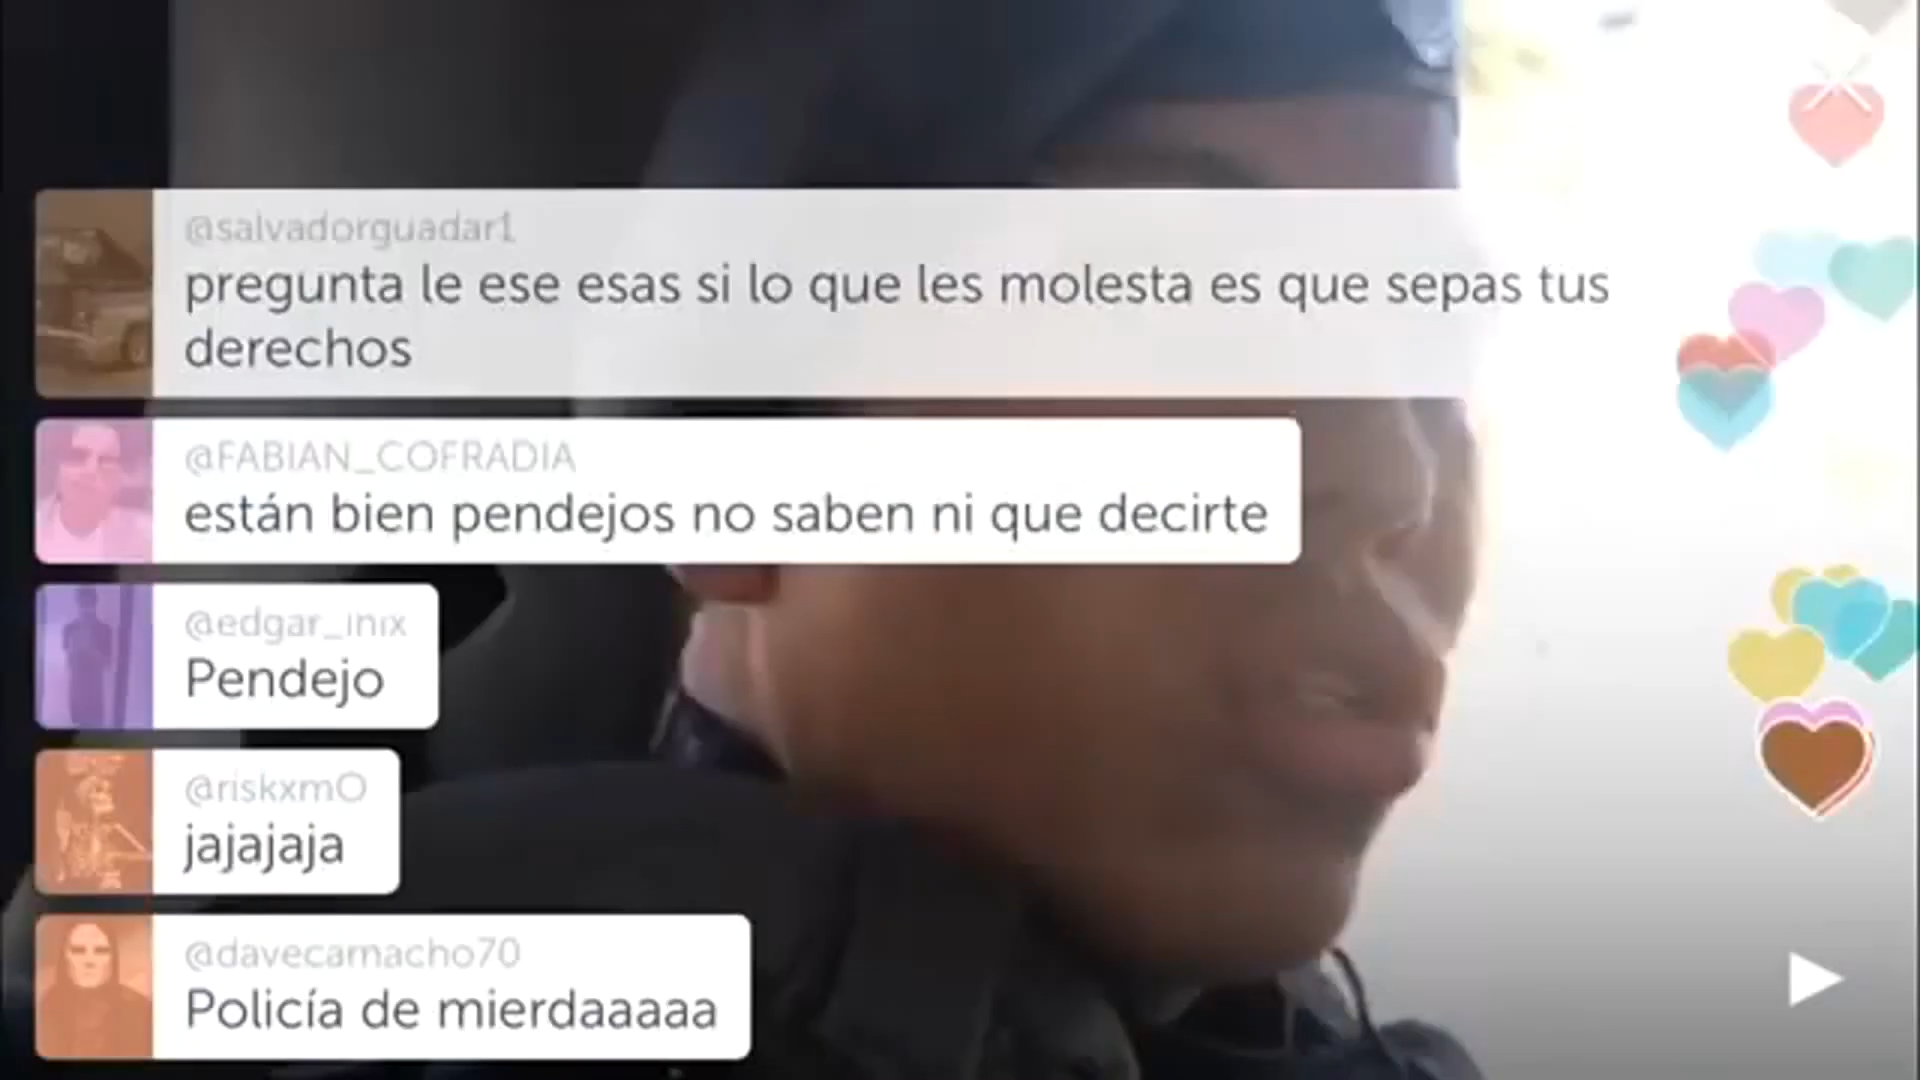 @salvadorguadar1
pregunta le ese esas si lo que les molesta es que sepas tus
derechos
@FABIAN_COFRADIA
están bien pendejos no saben ni que decirte
@edgar_inix
Pendejo
@riskxmO
jajajaja
@davecamacho70
Policía de mierdaaaaa